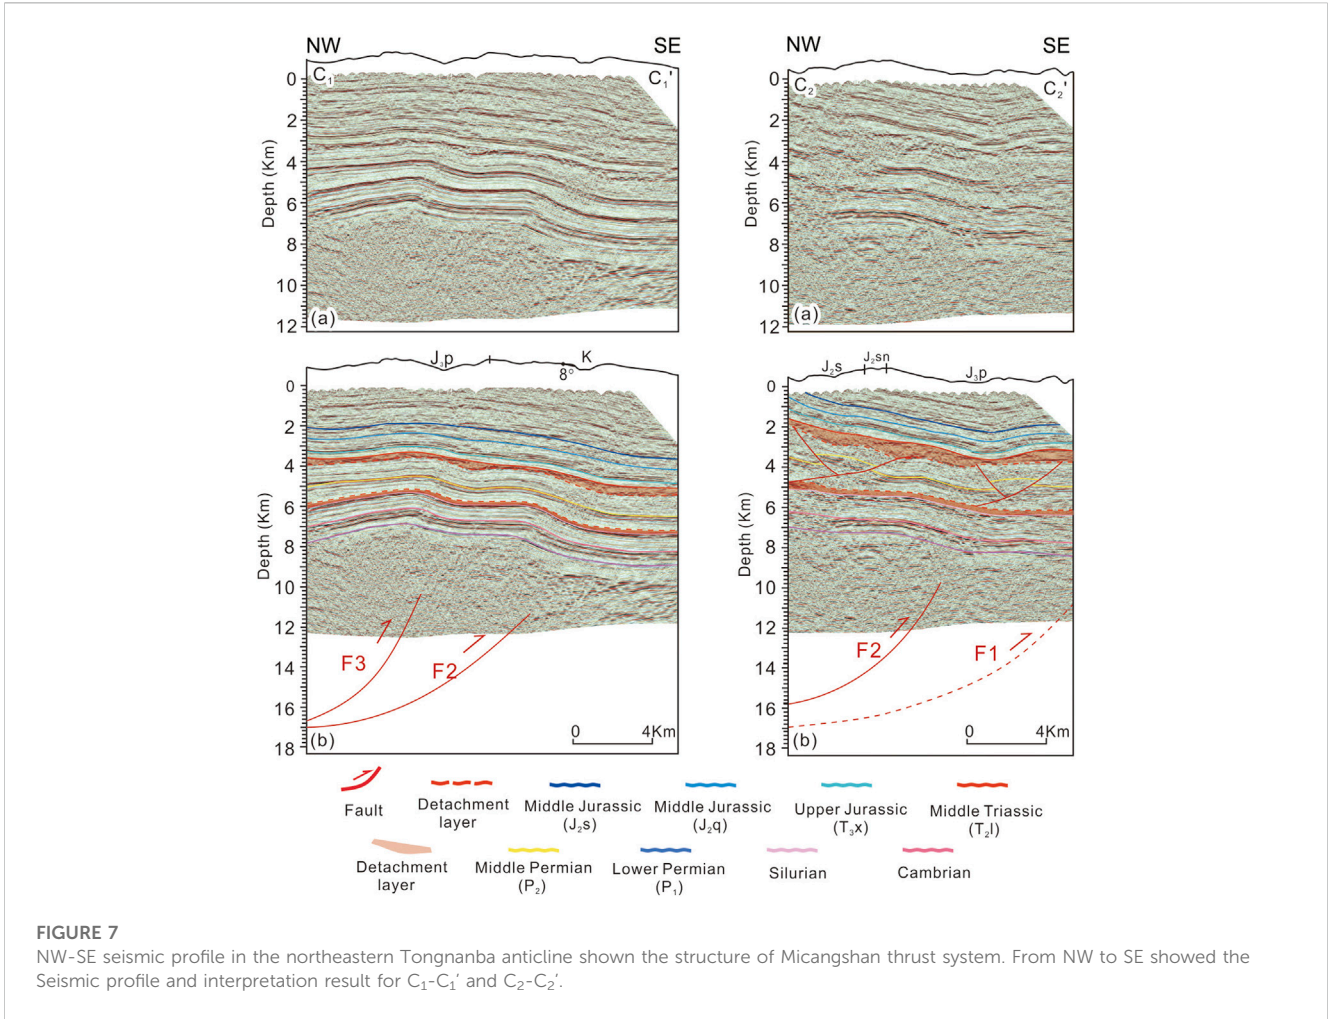 NW SE
C₁ C₁'
Depth (Km)
0
2
4
6
8
10
12
(a)
NW SE
C₂ C₂'
Depth (Km)
0
2
4
6
8
10
12
(a)
J₃p K
8°
Depth (Km)
0
2
4
6
8
10
12
14
16
18
F3
F2
(b)
0 4Km
J₂s J₂sn J₃p
Depth (Km)
0
2
4
6
8
10
12
14
16
18
F2
F1
(b)
0 4Km
Fault
Detachment
layer
Middle Jurassic
(J₂s)
Middle Jurassic
(J₂q)
Upper Jurassic
(T₃x)
Middle Triassic
(T₂l)
Detachment
layer
Middle Permian
(P₂)
Lower Permian
(P₁)
Silurian
Cambrian
FIGURE 7
NW-SE seismic profile in the northeastern Tongnanba anticline shown the structure of Micangshan thrust system. From NW to SE showed the
Seismic profile and interpretation result for C₁-C₁′ and C₂-C₂′.